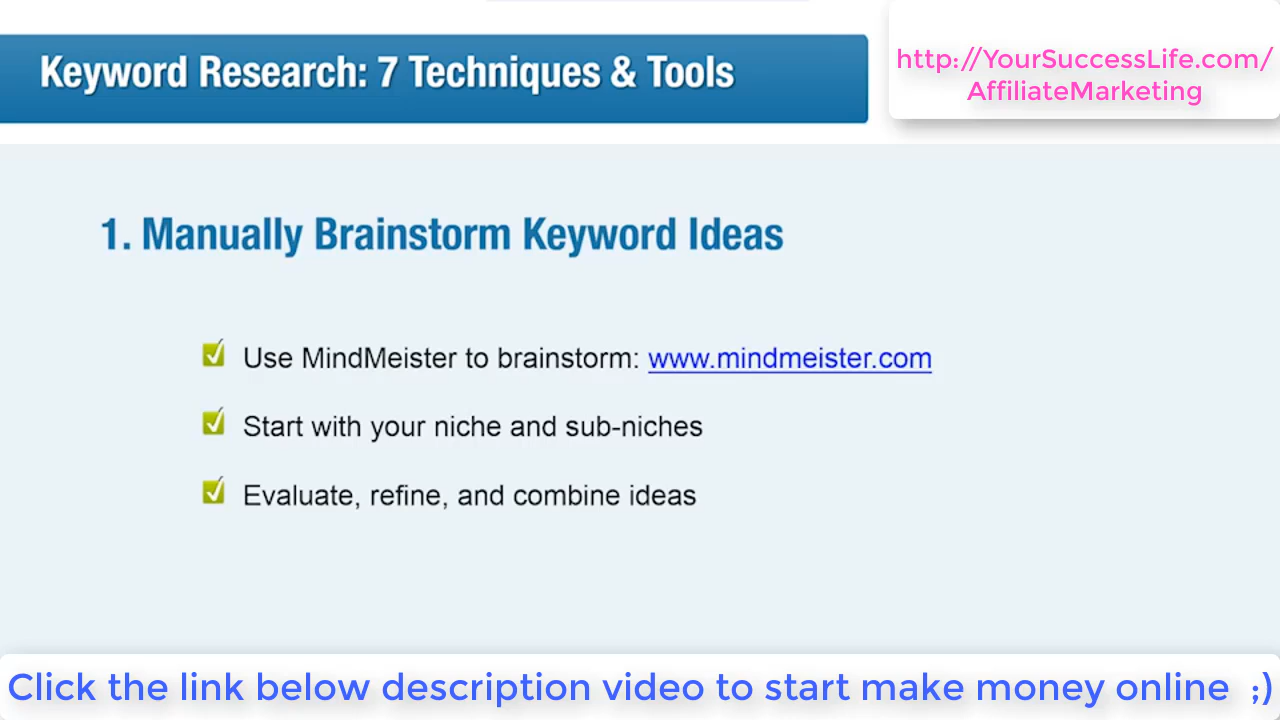 Keyword Research: 7 Techniques & Tools
http://YourSuccessLife.com/
AffiliateMarketing
1. Manually Brainstorm Keyword Ideas
Use MindMeister to brainstorm: www.mindmeister.com
Start with your niche and sub-niches
Evaluate, refine, and combine ideas
Click the link below description video to start make money online ;)